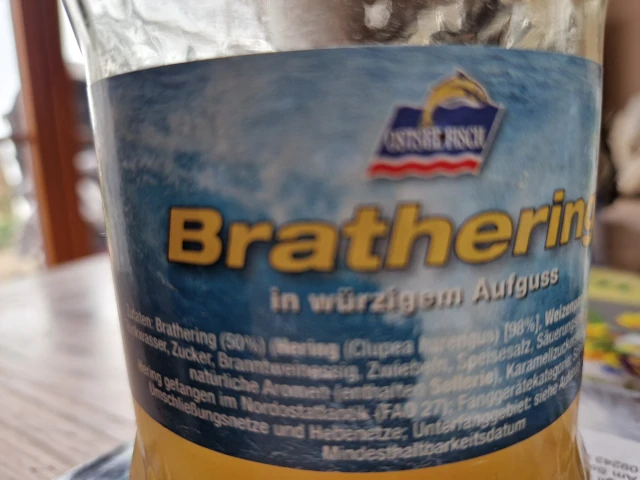 OSTSEE FISCH
Brathering
in würzigem Aufguss
Zutaten: Brathering (50%) (Hering (Clupea harengus) [98%], Weizen
Trinkwasser, Zucker, Branntweinessig, Zwiebeln, Speisesalz, Säuerungs
natürliche Aromen (enthalten Sellerie), Karamellzucker
Hering gefangen im Nordostatlantik (FAO 27); Fanggerätekategorie:
Umschließungsnetze und Hebenetze; Unterfanggebiet: siehe
Mindesthaltbarkeitsdatum